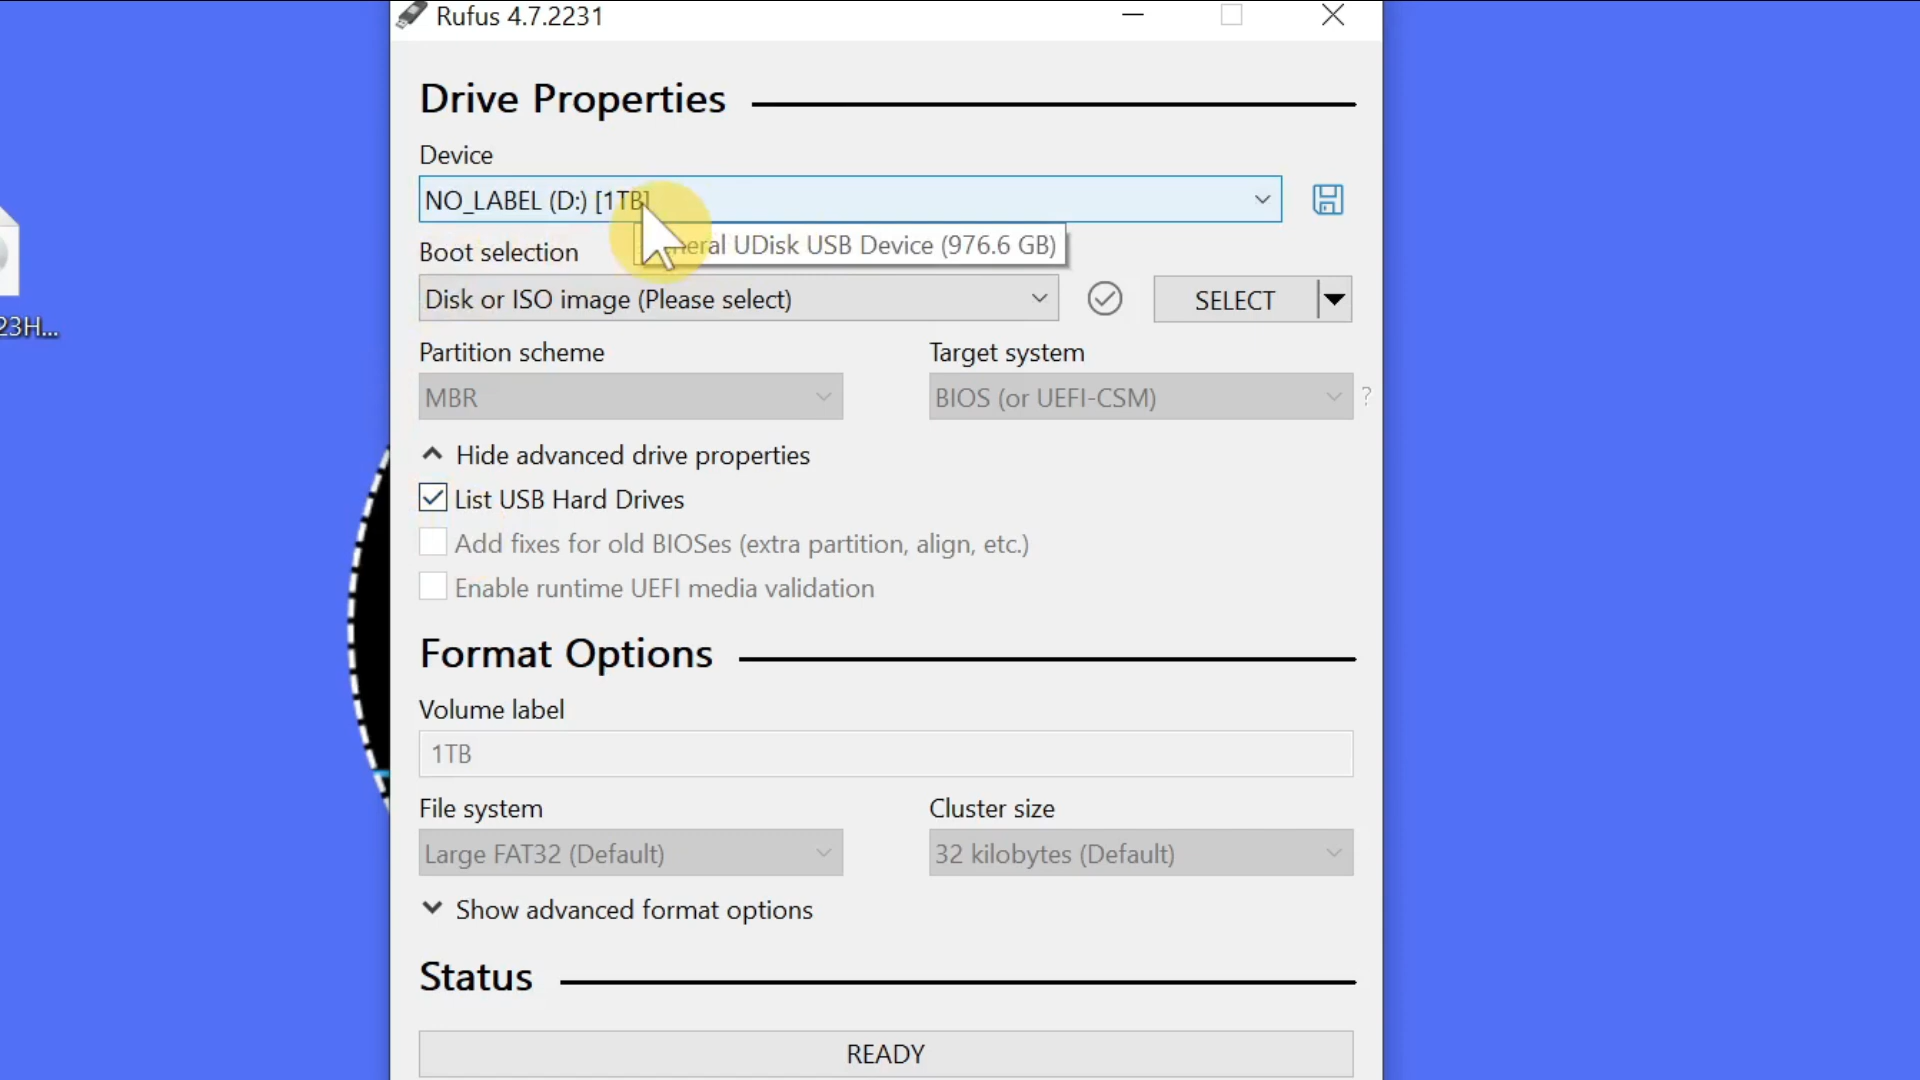 Rufus 4.7.2231
Drive Properties
Device
NO_LABEL (D:) [1TB]
UDisk USB Device (976.6 GB)
Boot selection
Disk or ISO image (Please select)
SELECT
23H...
Partition scheme
Target system
MBR
BIOS (or UEFI-CSM)
?
Hide advanced drive properties
List USB Hard Drives
Add fixes for old BIOSes (extra partition, align, etc.)
Enable runtime UEFI media validation
Format Options
Volume label
1TB
File system
Cluster size
Large FAT32 (Default)
32 kilobytes (Default)
Show advanced format options
Status
READY